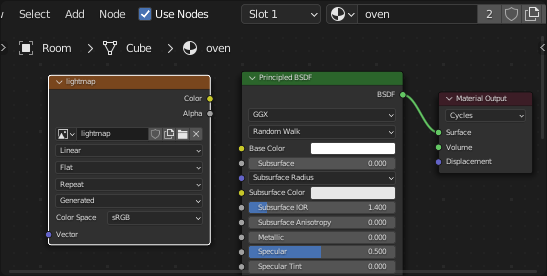 Select Add Node Use Nodes Slot 1 oven 2
Room Cube oven
lightmap
Color
Alpha
lightmap
Linear
Flat
Repeat
Generated
Color Space sRGB
Vector
Principled BSDF
BSDF
GGX
Random Walk
Base Color
Subsurface 0.000
Subsurface Radius
Subsurface Color
Subsurface IOR 1.400
Subsurface Anisotropy 0.000
Metallic 0.000
Specular 0.500
Specular Tint 0.000
Material Output
Cycles
Surface
Volume
Displacement